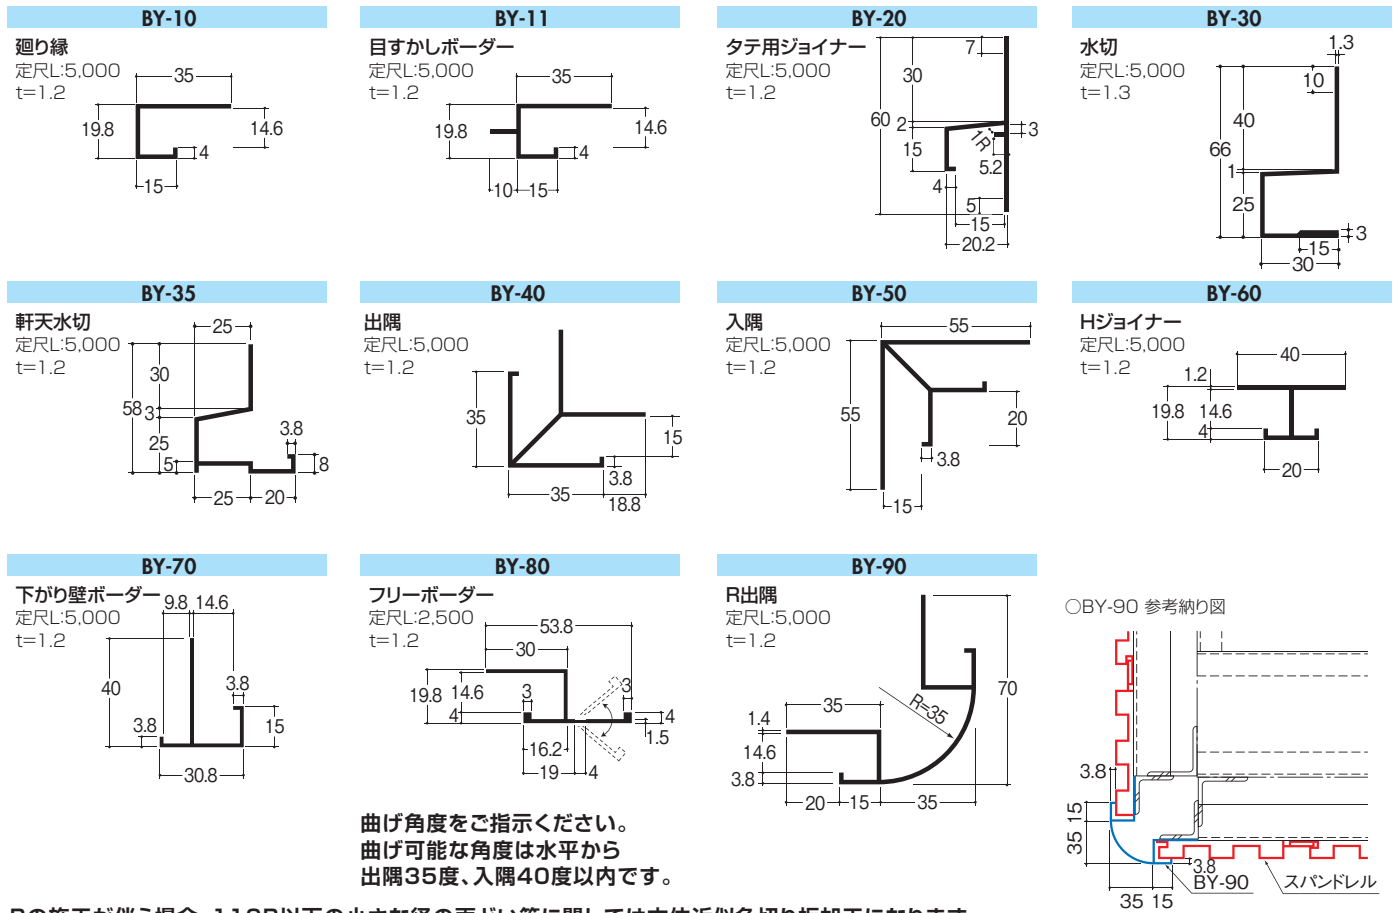 BY-10
廻り縁
定尺L:5,000
t=1.2
35
19.8
14.6
4
15
BY-11
目すかしボーダー
定尺L:5,000
t=1.2
35
19.8
14.6
4
10
15
BY-20
タテ用ジョイナー
定尺L:5,000
t=1.2
7
30
60
2
3
15
1R
5.2
4
5
15
20.2
BY-30
水切
定尺L:5,000
t=1.3
1.3
10
40
66
1
25
3
15
30
BY-35
軒天水切
定尺L:5,000
t=1.2
25
30
58
3
25
3.8
5
8
25
20
BY-40
出隅
定尺L:5,000
t=1.2
35
15
3.8
35
18.8
BY-50
入隅
定尺L:5,000
t=1.2
55
55
20
3.8
15
BY-60
Hジョイナー
定尺L:5,000
t=1.2
40
1.2
19.8
14.6
4
20
BY-70
下がり壁ボーダー
定尺L:5,000
t=1.2
9.8
14.6
40
3.8
3.8
15
30.8
BY-80
フリーボーダー
定尺L:2,500
t=1.2
53.8
30
19.8
14.6
3
3
4
4
1.5
16.2
19
4
曲げ角度をご指示ください。
曲げ可能な角度は水平から
出隅35度、入隅40度以内です。
BY-90
R出隅
定尺L:5,000
t=1.2
35
R=35
70
1.4
14.6
3.8
20
15
35
○BY-90 参考納り図
3.8
15
35
3.8
BY-90
スパンドレル
35
15